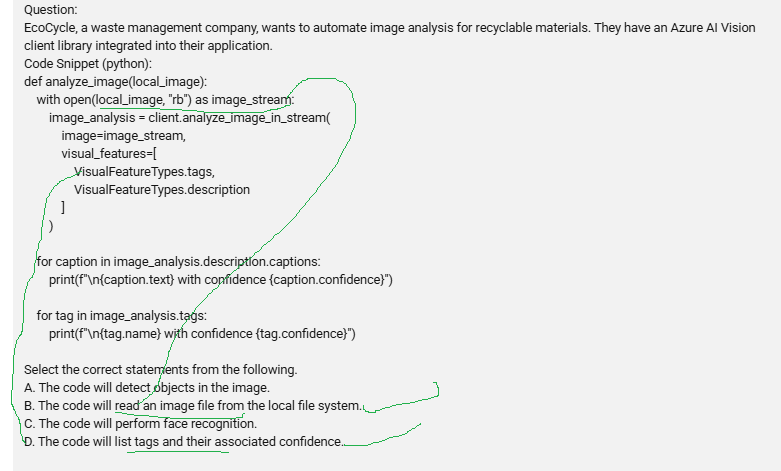 Question:
EcoCycle, a waste management company, wants to automate image analysis for recyclable materials. They have an Azure AI Vision
client library integrated into their application.
Code Snippet (python):
def analyze_image(local_image):
with open(local_image, "rb") as image_stream:
image_analysis = client.analyze_image_in_stream(
image=image_stream,
visual_features=[
VisualFeatureTypes.tags,
VisualFeatureTypes.description
]
)
for caption in image_analysis.description.captions:
print(f"\n{caption.text} with confidence {caption.confidence}")
for tag in image_analysis.tags:
print(f"\n{tag.name} with confidence {tag.confidence}")
Select the correct statements from the following.
A. The code will detect objects in the image.
B. The code will read an image file from the local file system.
C. The code will perform face recognition.
D. The code will list tags and their associated confidence.